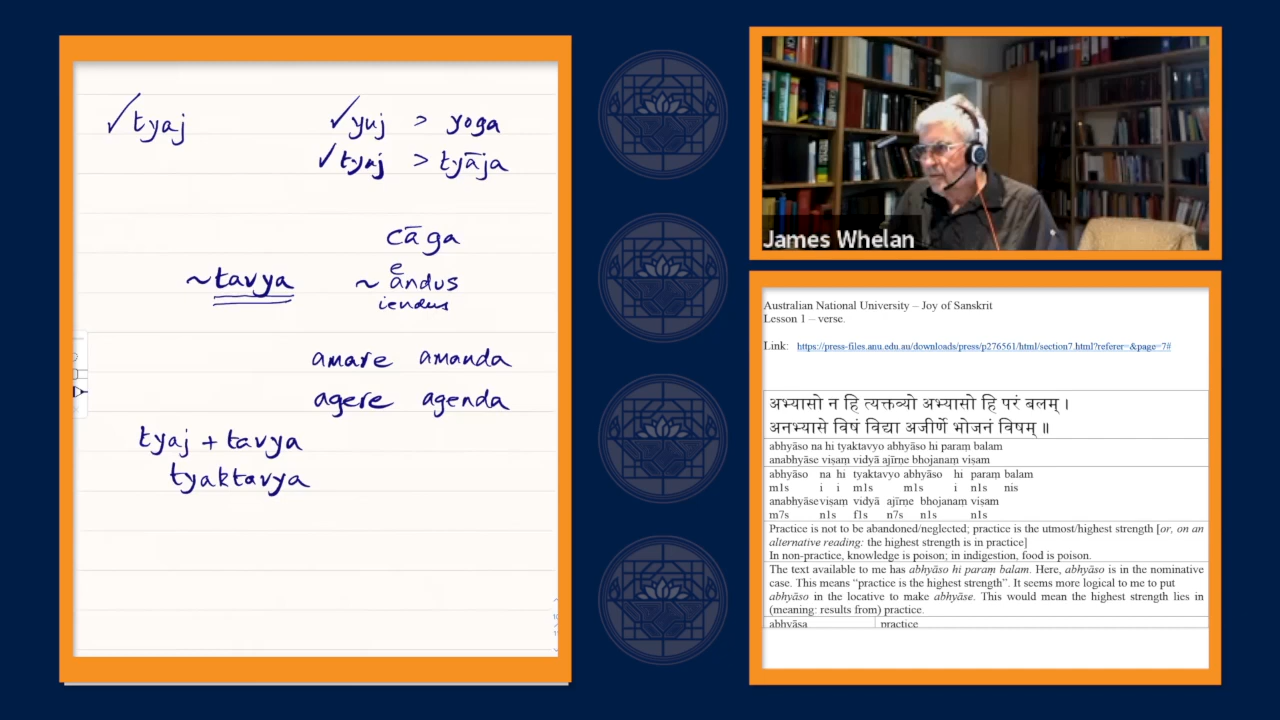 √tyaj √yuj > yoga
√tyaj > tyāja
cāga
~tavya ~ e andus
iendus
amare amanda
agere agenda
tyaj + tavya
tyaktavya
James Whelan
Australian National University – Joy of Sanskrit
Lesson 1 – verse.
Link: https://press-files.anu.edu.au/downloads/press/p276561/html/section7.html?referer=&page=7#
अभ्यासो न हि त्यक्तव्यो अभ्यासो हि परं बलम् ।
अनभ्यासे विषं विद्या अजीर्णे भोजनं विषम् ॥
abhyāso na hi tyaktavyo abhyāso hi paraṃ balam
anabhyāse viṣaṃ vidyā ajīrṇe bhojanaṃ viṣam
abhyāso na hi tyaktavyo abhyāso hi paraṃ balam
m1s i i m1s m1s i n1s nis
anabhyāse viṣaṃ vidyā ajīrṇe bhojanaṃ viṣam
m7s n1s f1s n7s n1s n1s
Practice is not to be abandoned/neglected; practice is the utmost/highest strength [or, on an
alternative reading: the highest strength is in practice]
In non-practice, knowledge is poison; in indigestion, food is poison.
The text available to me has abhyāso hi paraṃ balam. Here, abhyāso is in the nominative
case. This means “practice is the highest strength”. It seems more logical to me to put
abhyāso in the locative to make abhyāse. This would mean the highest strength lies in
(meaning: results from) practice.
abhyāsa practice